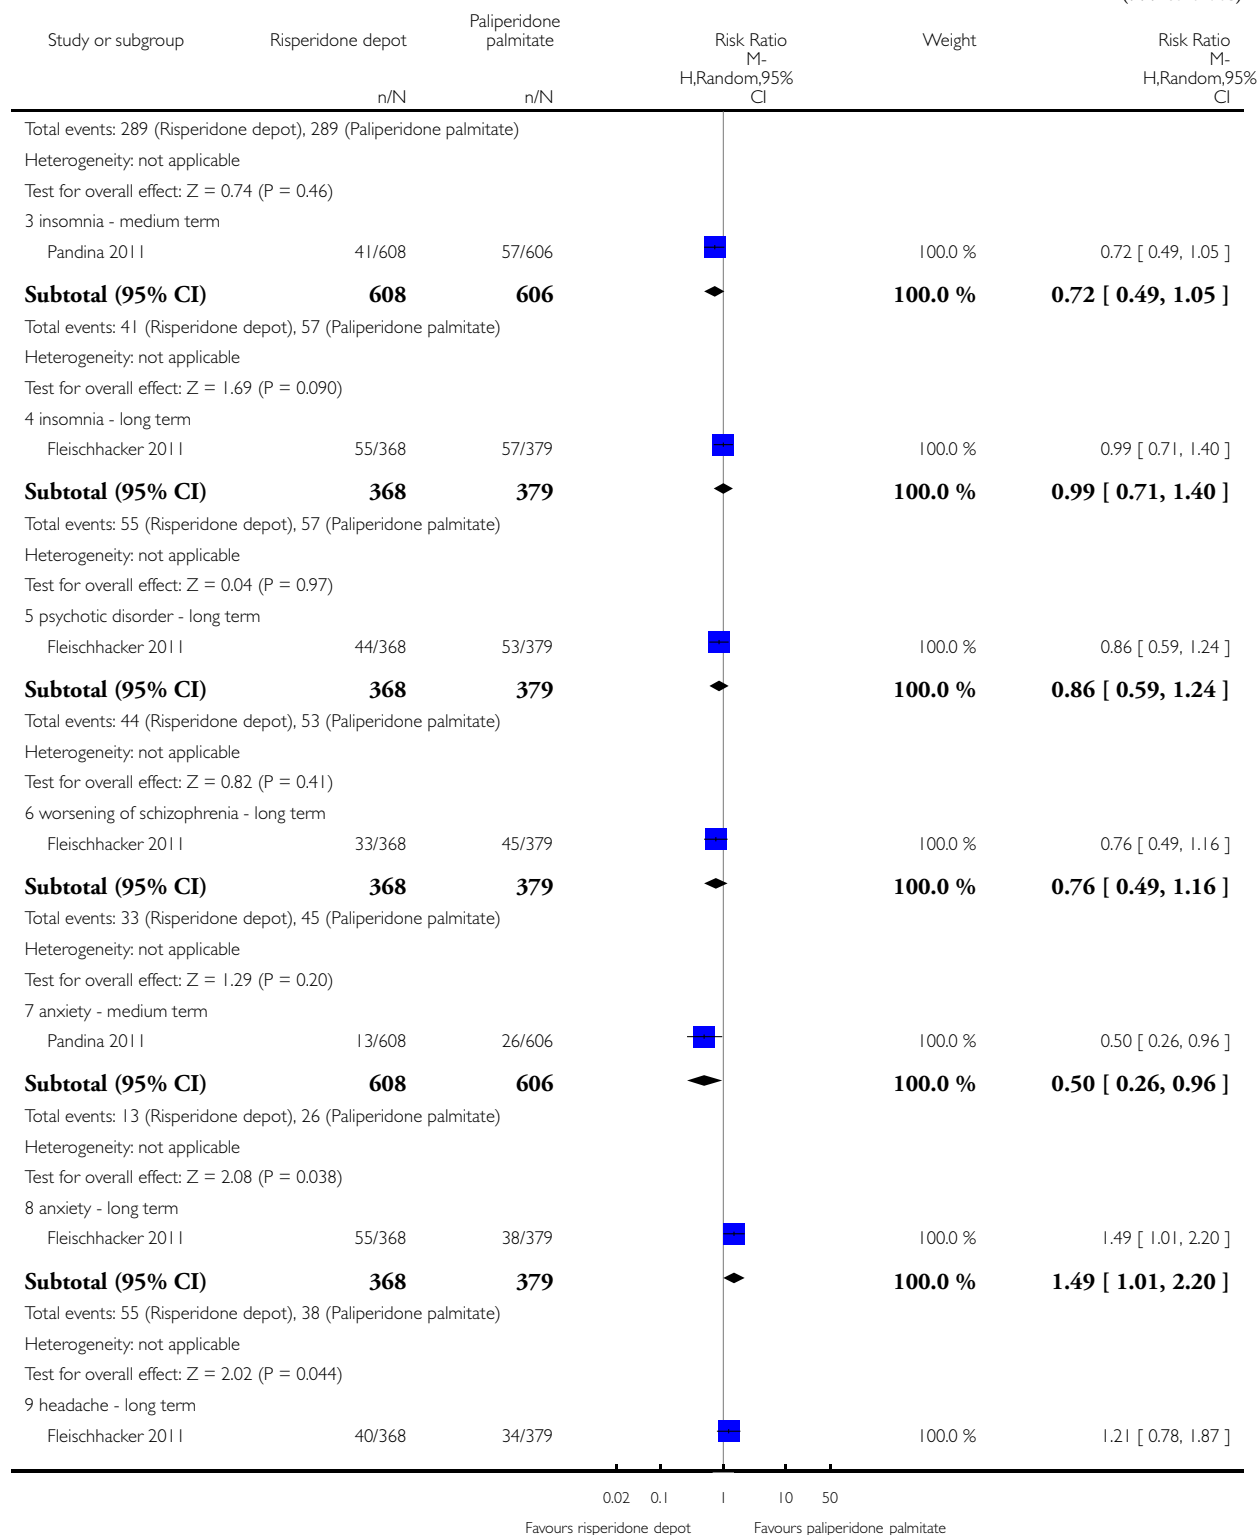 Study or subgroup Risperidone depot Paliperidone palmitate Risk Ratio Weight Risk Ratio
M-H,Random,95% CI M-H,Random,95% CI
n/N n/N
Total events: 289 (Risperidone depot), 289 (Paliperidone palmitate)
Heterogeneity: not applicable
Test for overall effect: Z = 0.74 (P = 0.46)
3 insomnia - medium term
Pandina 2011 41/608 57/606 100.0 % 0.72 [ 0.49, 1.05 ]
Subtotal (95% CI) 608 606 100.0 % 0.72 [ 0.49, 1.05 ]
Total events: 41 (Risperidone depot), 57 (Paliperidone palmitate)
Heterogeneity: not applicable
Test for overall effect: Z = 1.69 (P = 0.090)
4 insomnia - long term
Fleischhacker 2011 55/368 57/379 100.0 % 0.99 [ 0.71, 1.40 ]
Subtotal (95% CI) 368 379 100.0 % 0.99 [ 0.71, 1.40 ]
Total events: 55 (Risperidone depot), 57 (Paliperidone palmitate)
Heterogeneity: not applicable
Test for overall effect: Z = 0.04 (P = 0.97)
5 psychotic disorder - long term
Fleischhacker 2011 44/368 53/379 100.0 % 0.86 [ 0.59, 1.24 ]
Subtotal (95% CI) 368 379 100.0 % 0.86 [ 0.59, 1.24 ]
Total events: 44 (Risperidone depot), 53 (Paliperidone palmitate)
Heterogeneity: not applicable
Test for overall effect: Z = 0.82 (P = 0.41)
6 worsening of schizophrenia - long term
Fleischhacker 2011 33/368 45/379 100.0 % 0.76 [ 0.49, 1.16 ]
Subtotal (95% CI) 368 379 100.0 % 0.76 [ 0.49, 1.16 ]
Total events: 33 (Risperidone depot), 45 (Paliperidone palmitate)
Heterogeneity: not applicable
Test for overall effect: Z = 1.29 (P = 0.20)
7 anxiety - medium term
Pandina 2011 13/608 26/606 100.0 % 0.50 [ 0.26, 0.96 ]
Subtotal (95% CI) 608 606 100.0 % 0.50 [ 0.26, 0.96 ]
Total events: 13 (Risperidone depot), 26 (Paliperidone palmitate)
Heterogeneity: not applicable
Test for overall effect: Z = 2.08 (P = 0.038)
8 anxiety - long term
Fleischhacker 2011 55/368 38/379 100.0 % 1.49 [ 1.01, 2.20 ]
Subtotal (95% CI) 368 379 100.0 % 1.49 [ 1.01, 2.20 ]
Total events: 55 (Risperidone depot), 38 (Paliperidone palmitate)
Heterogeneity: not applicable
Test for overall effect: Z = 2.02 (P = 0.044)
9 headache - long term
Fleischhacker 2011 40/368 34/379 100.0 % 1.21 [ 0.78, 1.87 ]
0.02 0.1 1 10 50
Favours risperidone depot Favours paliperidone palmitate